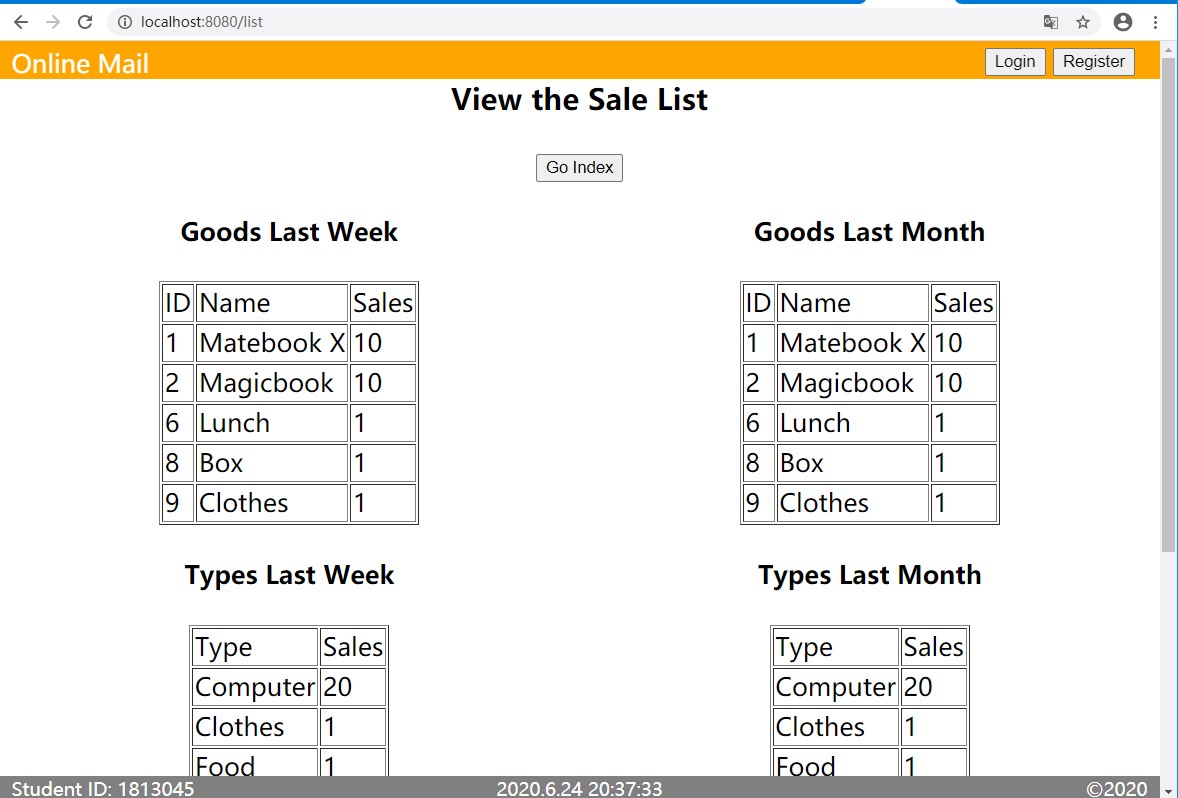 localhost:8080/list
Online Mail
Login Register
View the Sale List
Go Index
Goods Last Week
ID Name Sales
1 Matebook X 10
2 Magicbook 10
6 Lunch 1
8 Box 1
9 Clothes 1
Goods Last Month
ID Name Sales
1 Matebook X 10
2 Magicbook 10
6 Lunch 1
8 Box 1
9 Clothes 1
Types Last Week
Type Sales
Computer 20
Clothes 1
Food 1
Types Last Month
Type Sales
Computer 20
Clothes 1
Food 1
Student ID: 1813045 2020.6.24 20:37:33 ©2020